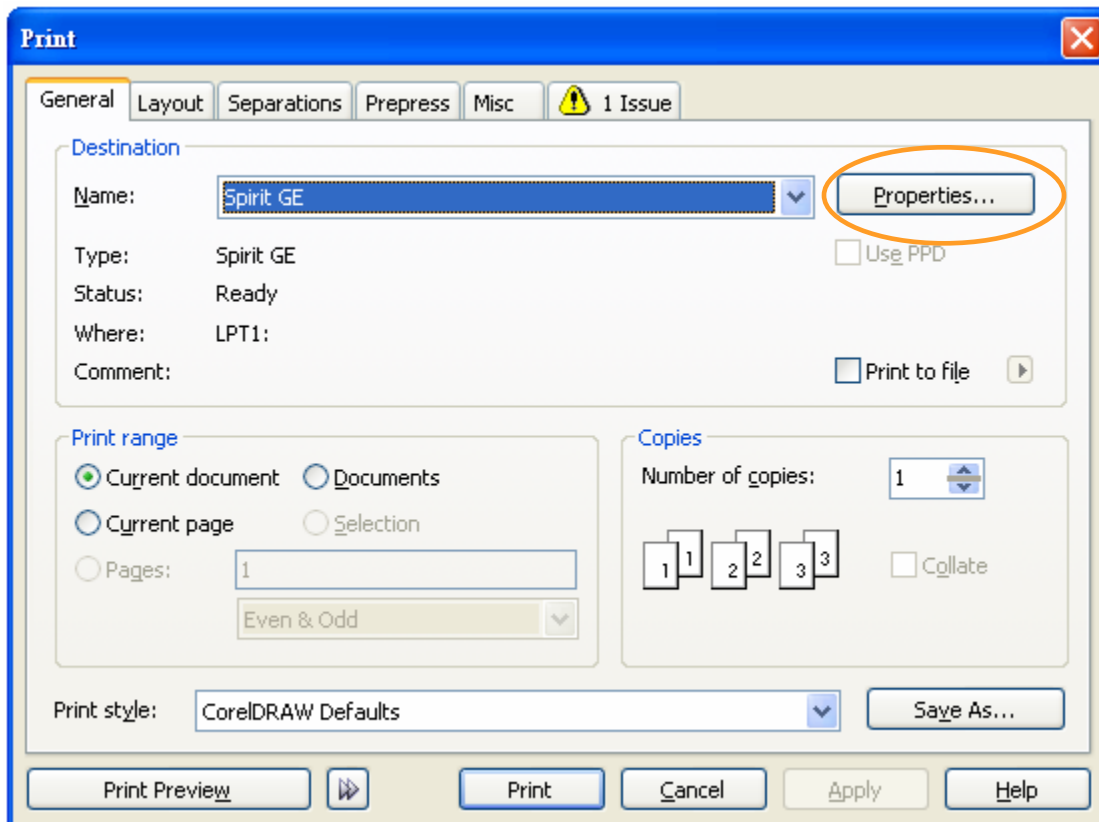 Print
General Layout Separations Prepress Misc 1 Issue
Destination
Name: Spirit GE Properties...
Type: Spirit GE Use PPD
Status: Ready
Where: LPT1:
Comment: Print to file
Print range Copies
Current document Documents Number of copies: 1
Current page Selection
Pages: 1 1 1 2 2 3 3 Collate
Even & Odd
Print style: CorelDRAW Defaults Save As...
Print Preview Print Cancel Apply Help